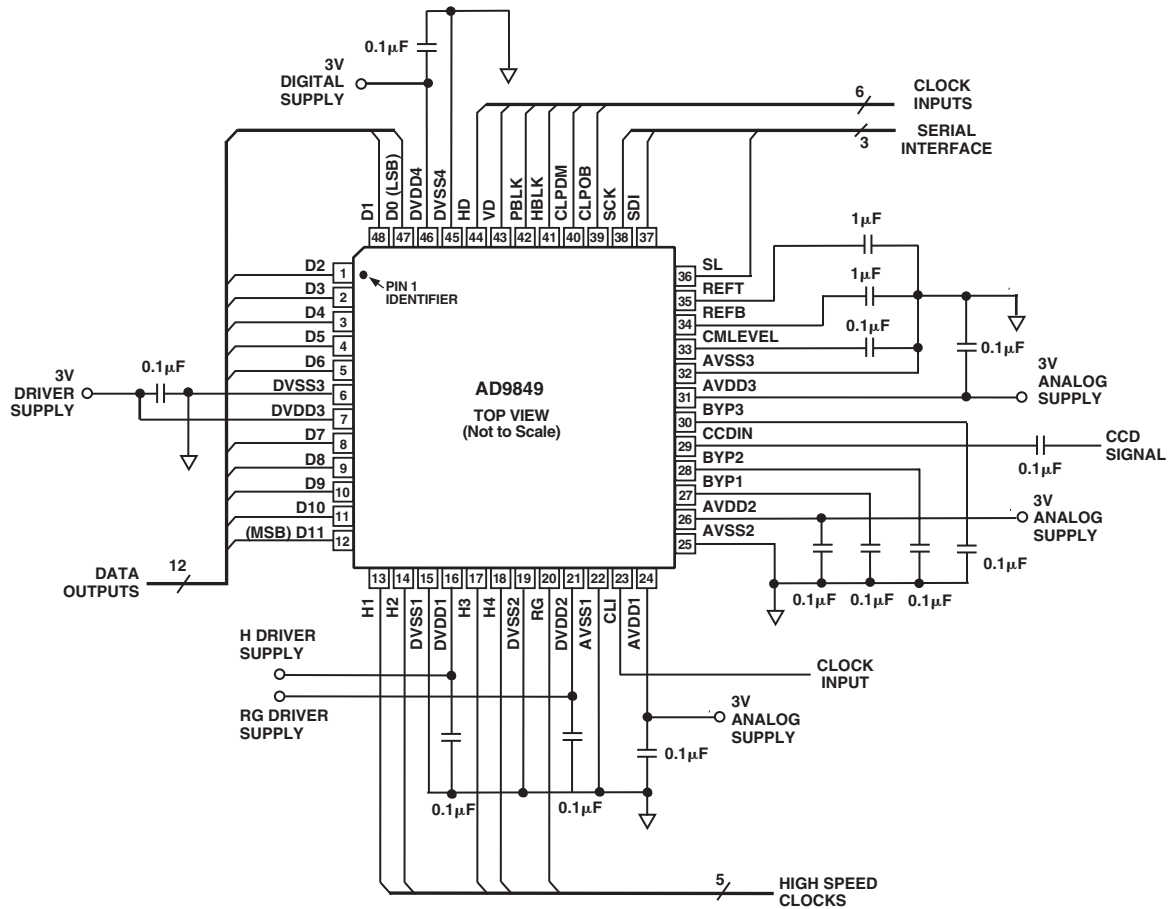 0.1µF
3V
DIGITAL
SUPPLY
6
CLOCK
INPUTS
3
SERIAL
INTERFACE
D1
D0 (LSB)
DVDD4
DVSS4
HD
VD
PBLK
HBLK
CLPDM
CLPOB
SCK
SDI
48
47
46
45
44
43
42
41
40
39
38
37
D2
1
D3
2
D4
3
D5
4
D6
5
DVSS3
6
DVDD3
7
D7
8
D8
9
D9
10
D10
11
(MSB) D11
12
PIN 1
IDENTIFIER
0.1µF
3V
DRIVER
SUPPLY
AD9849
TOP VIEW
(Not to Scale)
36
SL
35
REFT
34
REFB
33
CMLEVEL
32
AVSS3
31
AVDD3
30
BYP3
29
CCDIN
28
BYP2
27
BYP1
26
AVDD2
25
AVSS2
1µF
1µF
0.1µF
0.1µF
3V
ANALOG
SUPPLY
CCD
SIGNAL
0.1µF
3V
ANALOG
SUPPLY
0.1µF
0.1µF
0.1µF
0.1µF
12
DATA
OUTPUTS
13
14
15
16
17
18
19
20
21
22
23
24
H1
H2
DVSS1
DVDD1
H3
H4
DVSS2
RG
DVDD2
AVSS1
CLI
AVDD1
H DRIVER
SUPPLY
RG DRIVER
SUPPLY
CLOCK
INPUT
3V
ANALOG
SUPPLY
0.1µF
0.1µF
0.1µF
5
HIGH SPEED
CLOCKS